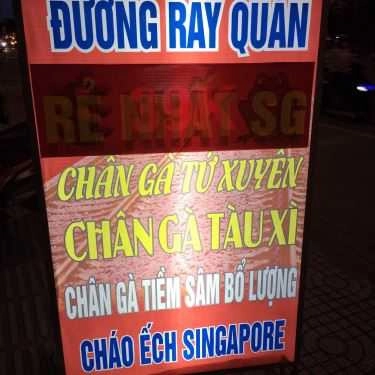 ĐƯỜNG RAY QUÁN
RẺ NHẤT SG
CHÂN GÀ TỨ XUYÊN
CHÂN GÀ TÀU XÌ
CHÂN GÀ TIỀM SÂM BỔ LƯỢNG
CHÁO ẾCH SINGAPORE